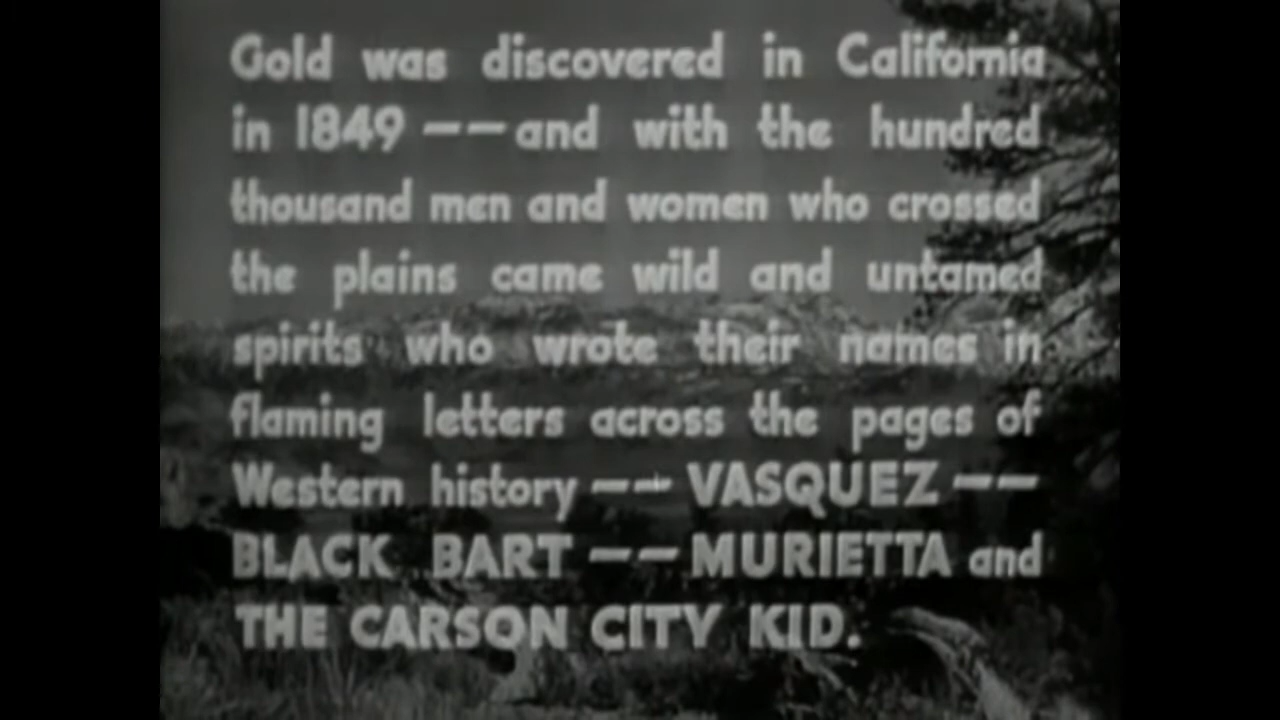 Gold was discovered in California
in 1849 -- and with the hundred
thousand men and women who crossed
the plains came wild and untamed
spirits who wrote their names in
flaming letters across the pages of
Western history -- VASQUEZ --
BLACK BART -- MURIETTA and
THE CARSON CITY KID.